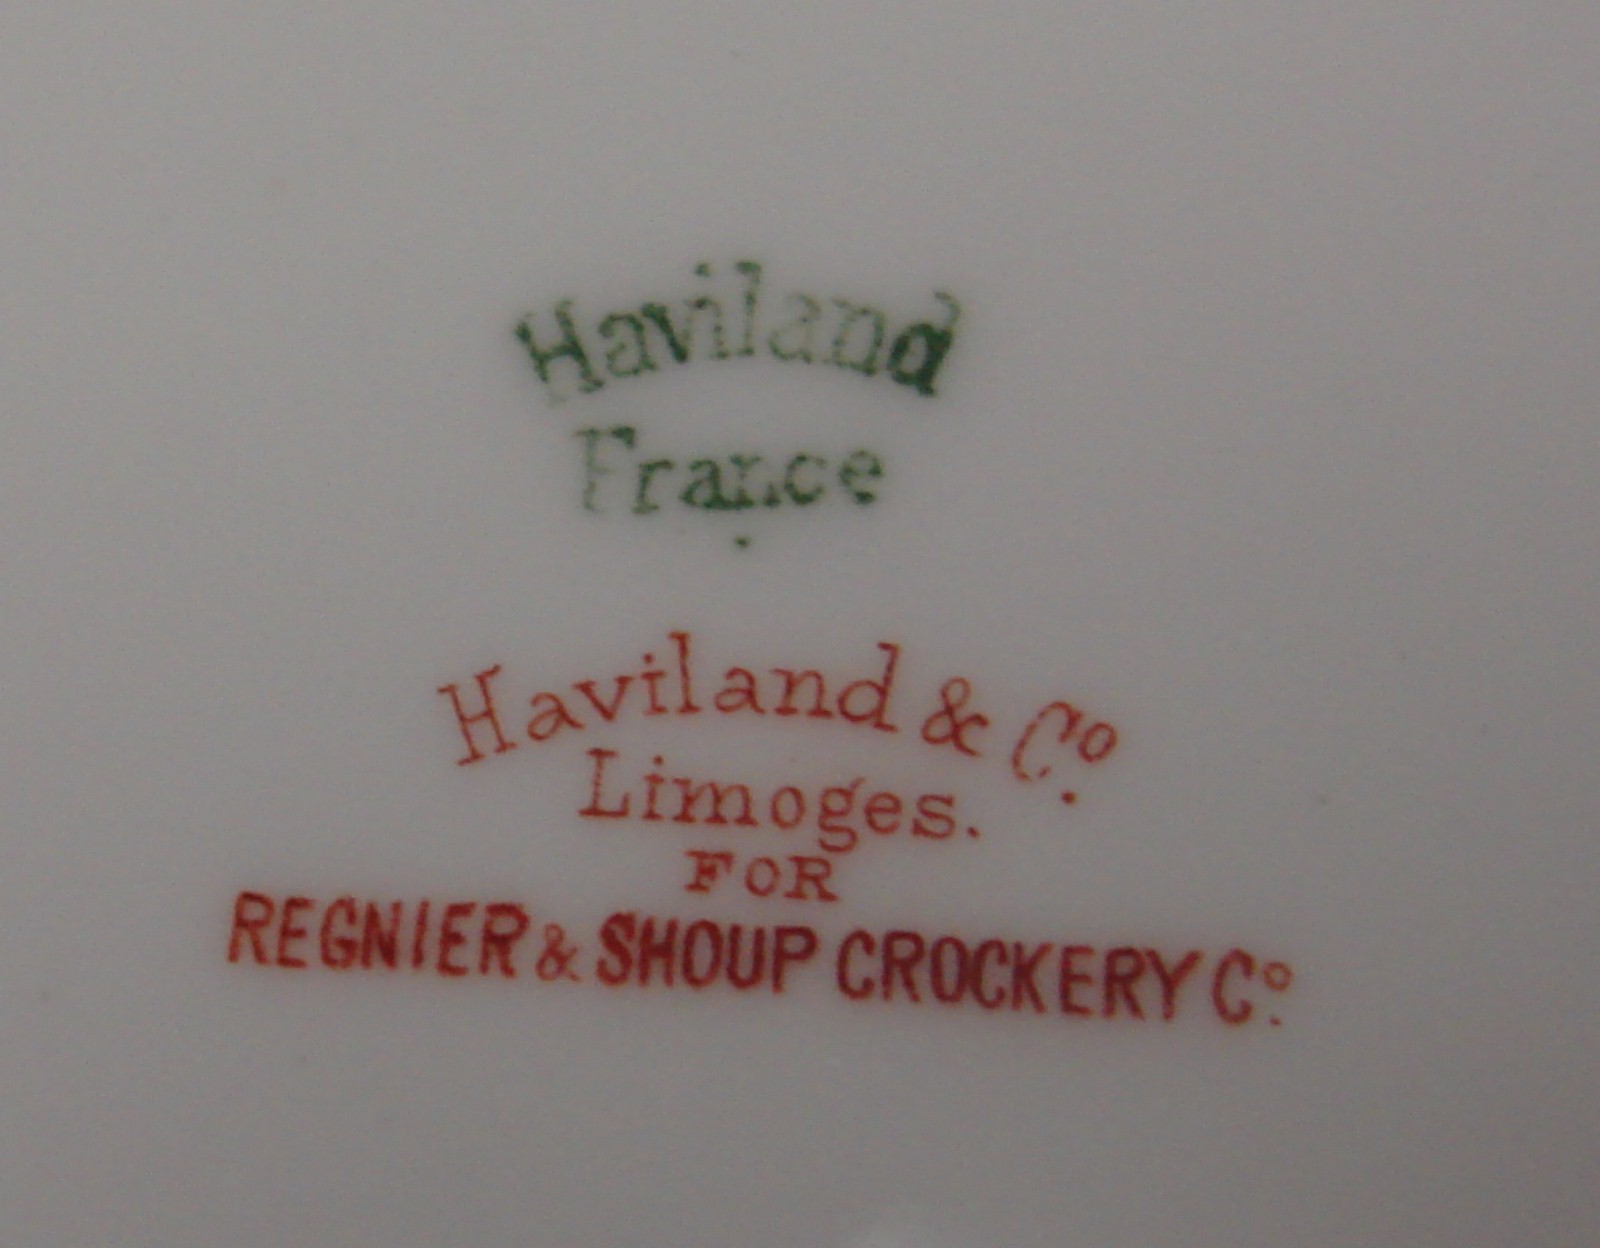 Haviland
France
Haviland & Co.
Limoges.
FOR
REGNIER & SHOUP CROCKERY Co.